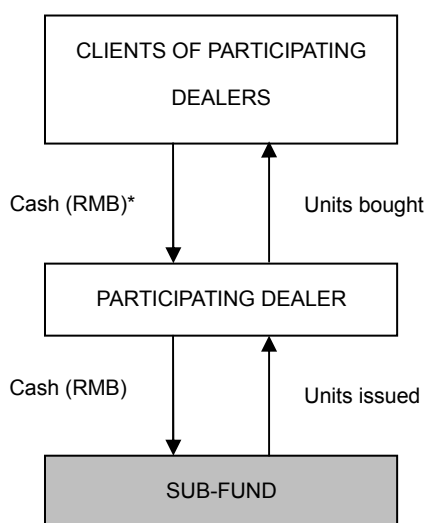 CLIENTS OF PARTICIPATING
DEALERS
Cash (RMB)*
Units bought
PARTICIPATING DEALER
Cash (RMB)
Units issued
SUB-FUND